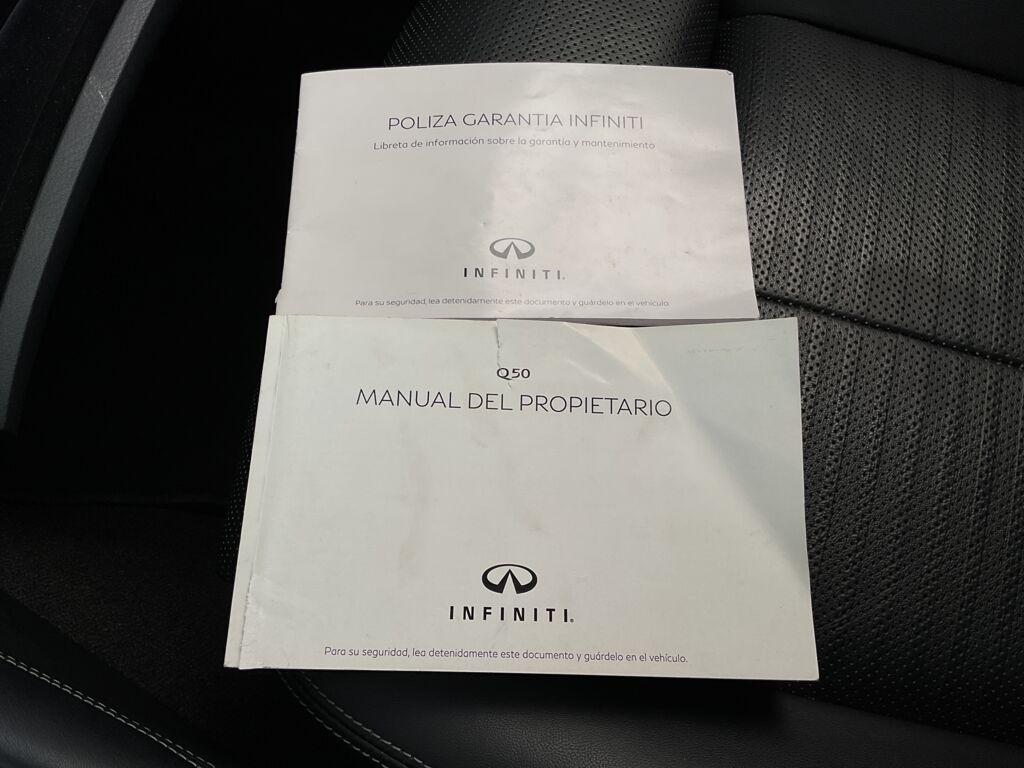 POLIZA GARANTIA INFINITI
Libreta de información sobre la garantía y mantenimiento
INFINITI®
Para su seguridad, lea detenidamente este documento y guárdelo en el vehículo.
Q50
MANUAL DEL PROPIETARIO
INFINITI®
Para su seguridad, lea detenidamente este documento y guárdelo en el vehículo.